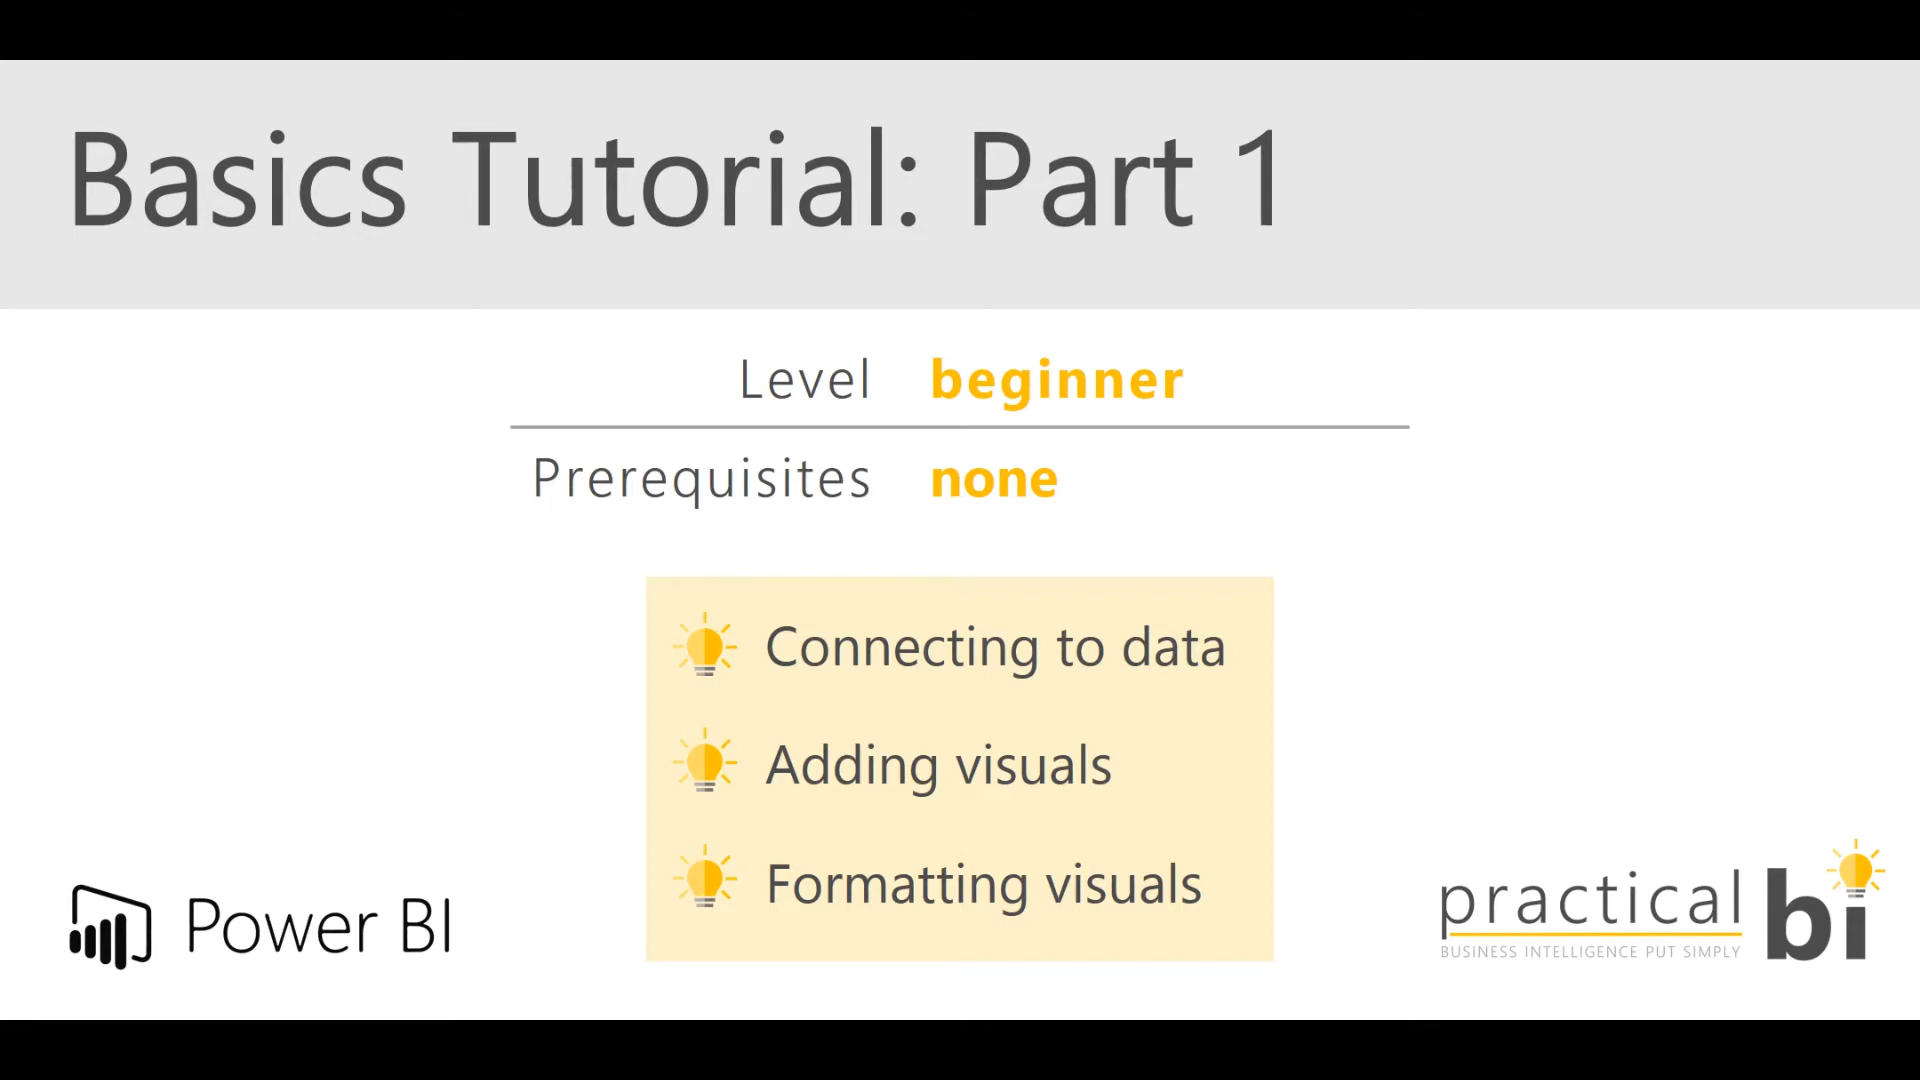 Basics Tutorial: Part 1
Level beginner
Prerequisites none
Connecting to data
Adding visuals
Formatting visuals
Power BI
practical bi
BUSINESS INTELLIGENCE PUT SIMPLY